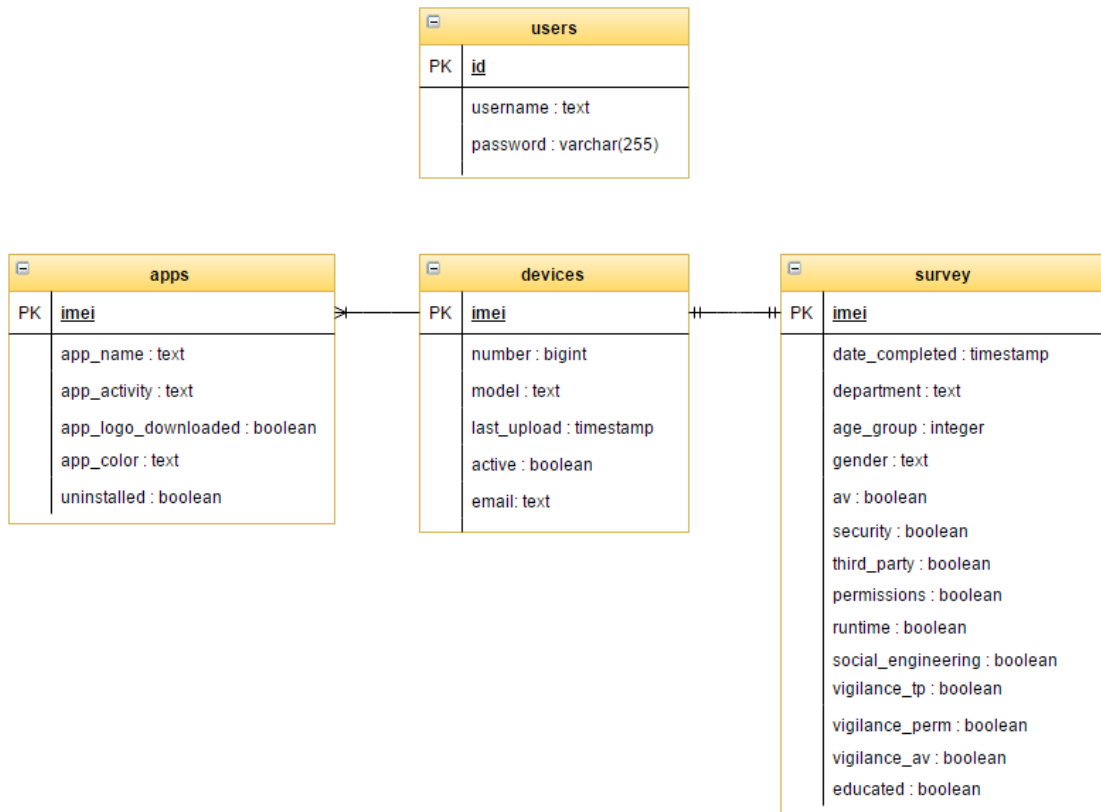 users
PK id
username : text
password : varchar(255)
apps
PK imei
app_name : text
app_activity : text
app_logo_downloaded : boolean
app_color : text
uninstalled : boolean
devices
PK imei
number : bigint
model : text
last_upload : timestamp
active : boolean
email: text
survey
PK imei
date_completed : timestamp
department : text
age_group : integer
gender : text
av : boolean
security : boolean
third_party : boolean
permissions : boolean
runtime : boolean
social_engineering : boolean
vigilance_tp : boolean
vigilance_perm : boolean
vigilance_av : boolean
educated : boolean